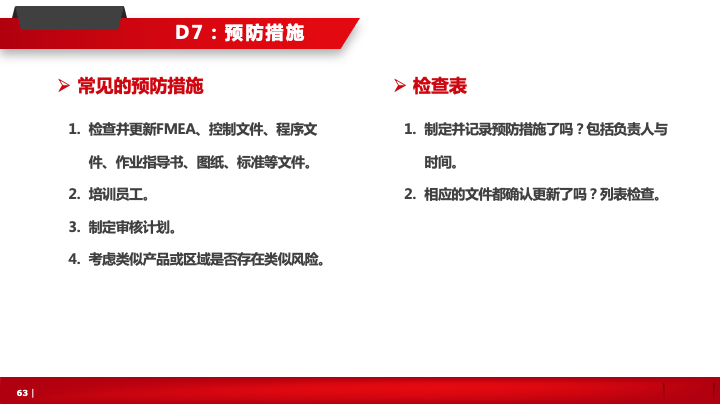 D7：预防措施
➢ 常见的预防措施
1. 检查并更新FMEA、控制文件、程序文
件、作业指导书、图纸、标准等文件。
2. 培训员工。
3. 制定审核计划。
4. 考虑类似产品或区域是否存在类似风险。
➢ 检查表
1. 制定并记录预防措施了吗？包括负责人与
时间。
2. 相应的文件都确认更新了吗？列表检查。
63 |